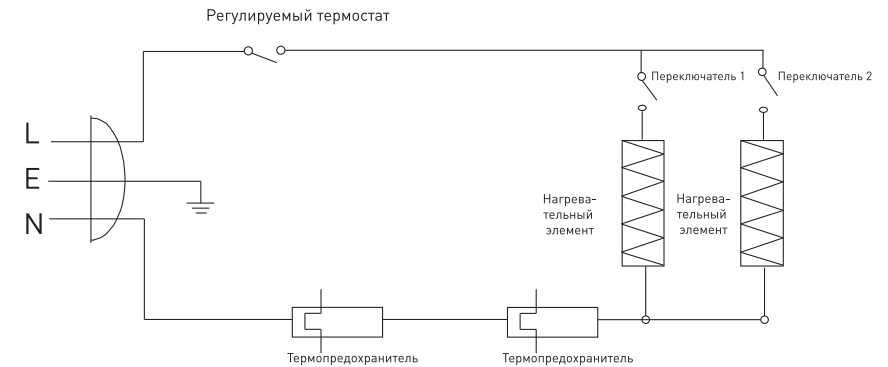 Регулируемый термостат
Переключатель 1
Переключатель 2
L
E
N
Нагрева-
тельный
элемент
Нагрева-
тельный
элемент
Термопредохранитель
Термопредохранитель